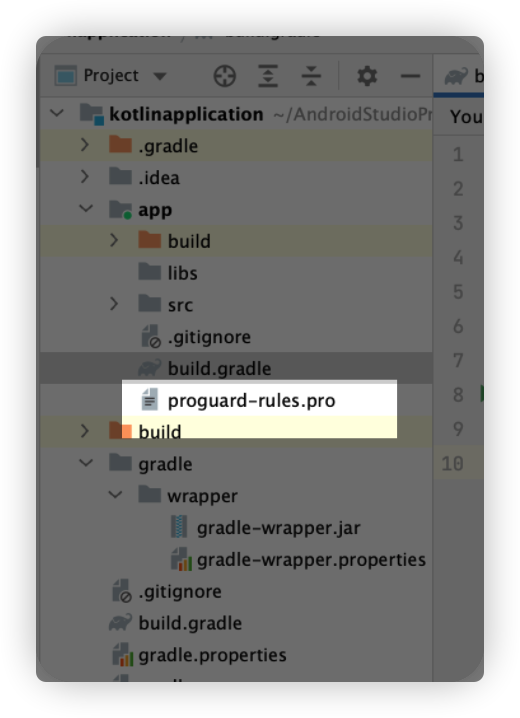 Project
b
kotlinapplication ~/AndroidStudioPr
You
.gradle
1
.idea
2
app
3
build
4
libs
5
src
6
.gitignore
7
build.gradle
8
proguard-rules.pro
9
build
10
gradle
wrapper
gradle-wrapper.jar
gradle-wrapper.properties
.gitignore
build.gradle
gradle.properties